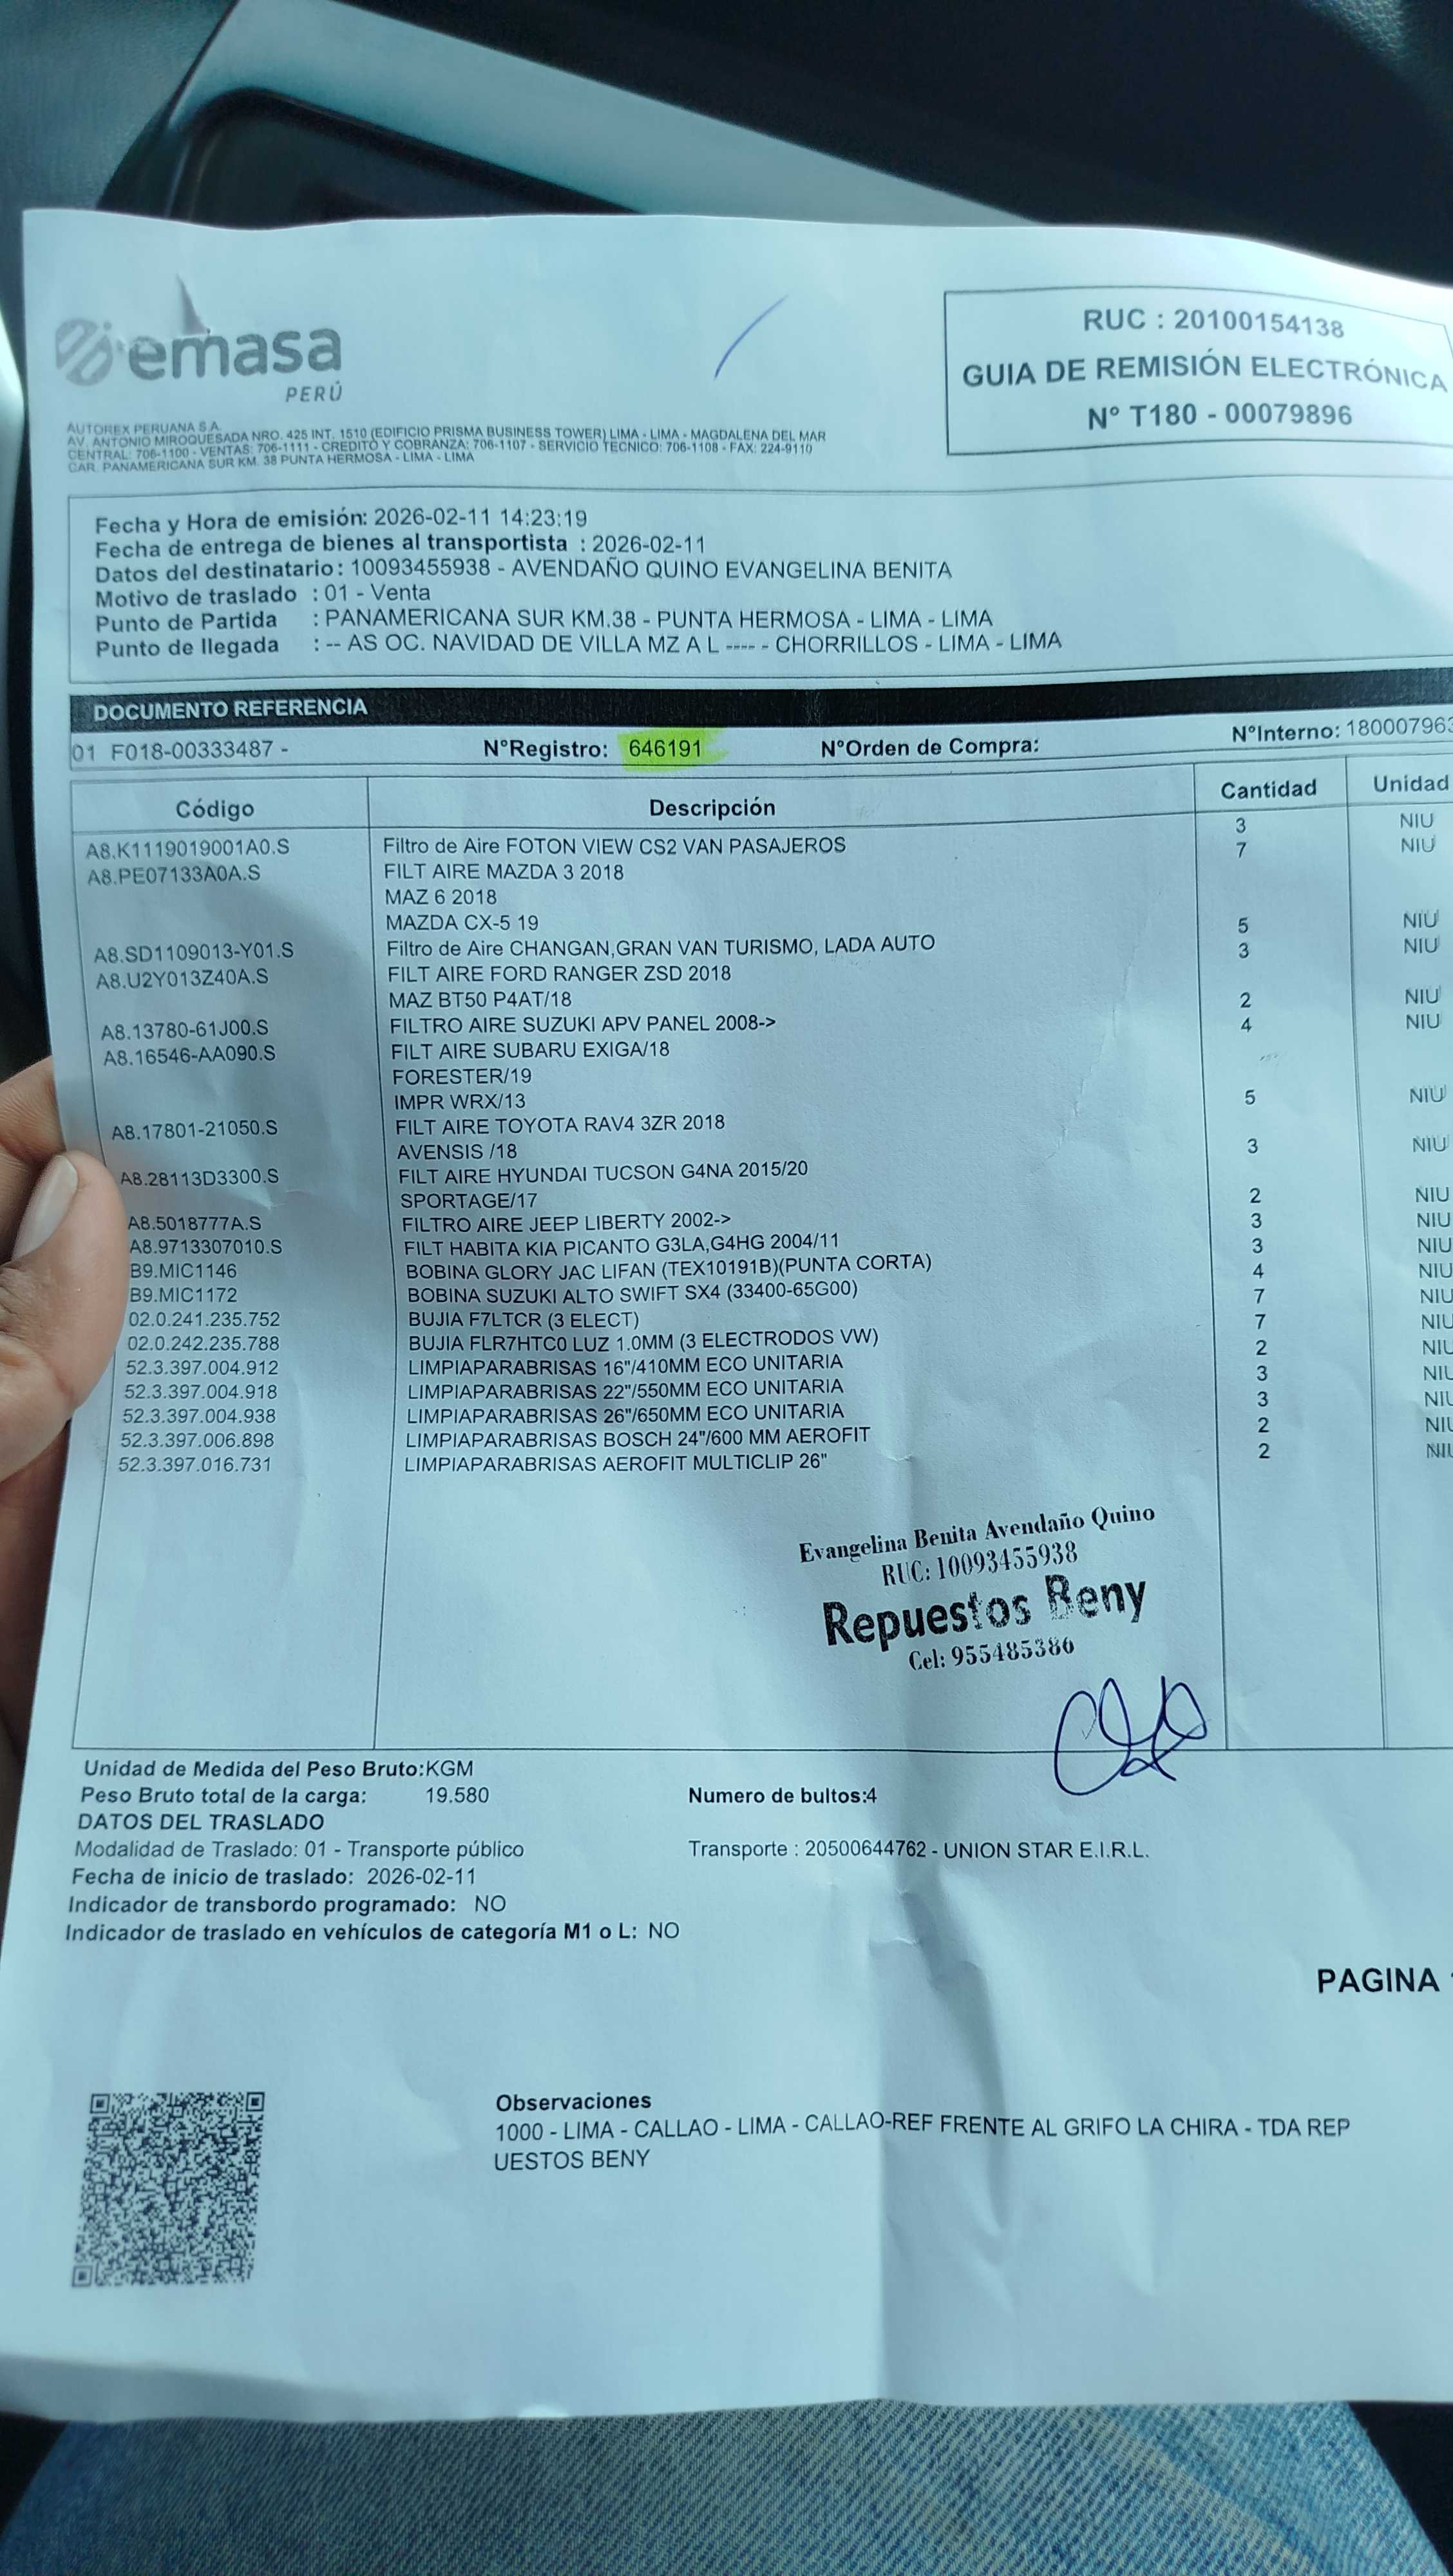 emasa
PERÚ
RUC : 20100154138
GUIA DE REMISIÓN ELECTRÓNICA
N° T180 - 00079896
AUTOREX PERUANA S.A.
AV. ANTONIO MIROQUESADA NRO. 425 INT. 1510 (EDIFICIO PRISMA BUSINESS TOWER) LIMA - LIMA - MAGDALENA DEL MAR
CENTRAL: 706-1100 - VENTAS: 706-1111 - CREDITO Y COBRANZA: 706-1107 - SERVICIO TECNICO: 706-1108 - FAX: 224-9110
CAR. PANAMERICANA SUR KM. 38 PUNTA HERMOSA - LIMA - LIMA
Fecha y Hora de emisión: 2026-02-11 14:23:19
Fecha de entrega de bienes al transportista : 2026-02-11
Datos del destinatario : 10093455938 - AVENDAÑO QUINO EVANGELINA BENITA
Motivo de traslado : 01 - Venta
Punto de Partida : PANAMERICANA SUR KM.38 - PUNTA HERMOSA - LIMA - LIMA
Punto de llegada : -- AS OC. NAVIDAD DE VILLA MZ A L ---- - CHORRILLOS - LIMA - LIMA
DOCUMENTO REFERENCIA
01 F018-00333487 - N°Registro: 646191 N°Orden de Compra: N°Interno: 180007963
Código Descripción Cantidad Unidad
A8.K1119019001A0.S Filtro de Aire FOTON VIEW CS2 VAN PASAJEROS 3 NIU
A8.PE07133A0A.S FILT AIRE MAZDA 3 2018 7 NIU
MAZ 6 2018
MAZDA CX-5 19
A8.SD1109013-Y01.S Filtro de Aire CHANGAN,GRAN VAN TURISMO, LADA AUTO 5 NIU
A8.U2Y013Z40A.S FILT AIRE FORD RANGER ZSD 2018 3 NIU
MAZ BT50 P4AT/18
A8.13780-61J00.S FILTRO AIRE SUZUKI APV PANEL 2008-> 2 NIU
A8.16546-AA090.S FILT AIRE SUBARU EXIGA/18 4 NIU
FORESTER/19
IMPR WRX/13
A8.17801-21050.S FILT AIRE TOYOTA RAV4 3ZR 2018 5 NIU
AVENSIS /18
A8.28113D3300.S FILT AIRE HYUNDAI TUCSON G4NA 2015/20 3 NIU
SPORTAGE/17
A8.5018777A.S FILTRO AIRE JEEP LIBERTY 2002-> 2 NIU
A8.9713307010.S FILT HABITA KIA PICANTO G3LA,G4HG 2004/11 3 NIU
B9.MIC1146 BOBINA GLORY JAC LIFAN (TEX10191B)(PUNTA CORTA) 3 NIU
B9.MIC1172 BOBINA SUZUKI ALTO SWIFT SX4 (33400-65G00) 4 NIU
02.0.241.235.752 BUJIA F7LTCR (3 ELECT) 7 NIU
02.0.242.235.788 BUJIA FLR7HTC0 LUZ 1.0MM (3 ELECTRODOS VW) 7 NIU
52.3.397.004.912 LIMPIAPARABRISAS 16"/410MM ECO UNITARIA 2 NIU
52.3.397.004.918 LIMPIAPARABRISAS 22"/550MM ECO UNITARIA 3 NIU
52.3.397.004.938 LIMPIAPARABRISAS 26"/650MM ECO UNITARIA 3 NIU
52.3.397.006.898 LIMPIAPARABRISAS BOSCH 24"/600 MM AEROFIT 2 NIU
52.3.397.016.731 LIMPIAPARABRISAS AEROFIT MULTICLIP 26" 2 NIU
Evangelina Benita Avendaño Quino
RUC: 10093455938
Repuestos Beny
Cel: 955485386
Unidad de Medida del Peso Bruto:KGM
Peso Bruto total de la carga: 19.580 Numero de bultos:4
DATOS DEL TRASLADO
Modalidad de Traslado: 01 - Transporte público Transporte : 20500644762 - UNION STAR E.I.R.L.
Fecha de inicio de traslado: 2026-02-11
Indicador de transbordo programado: NO
Indicador de traslado en vehículos de categoría M1 o L: NO
PAGINA
Observaciones
1000 - LIMA - CALLAO - LIMA - CALLAO-REF FRENTE AL GRIFO LA CHIRA - TDA REP
UESTOS BENY